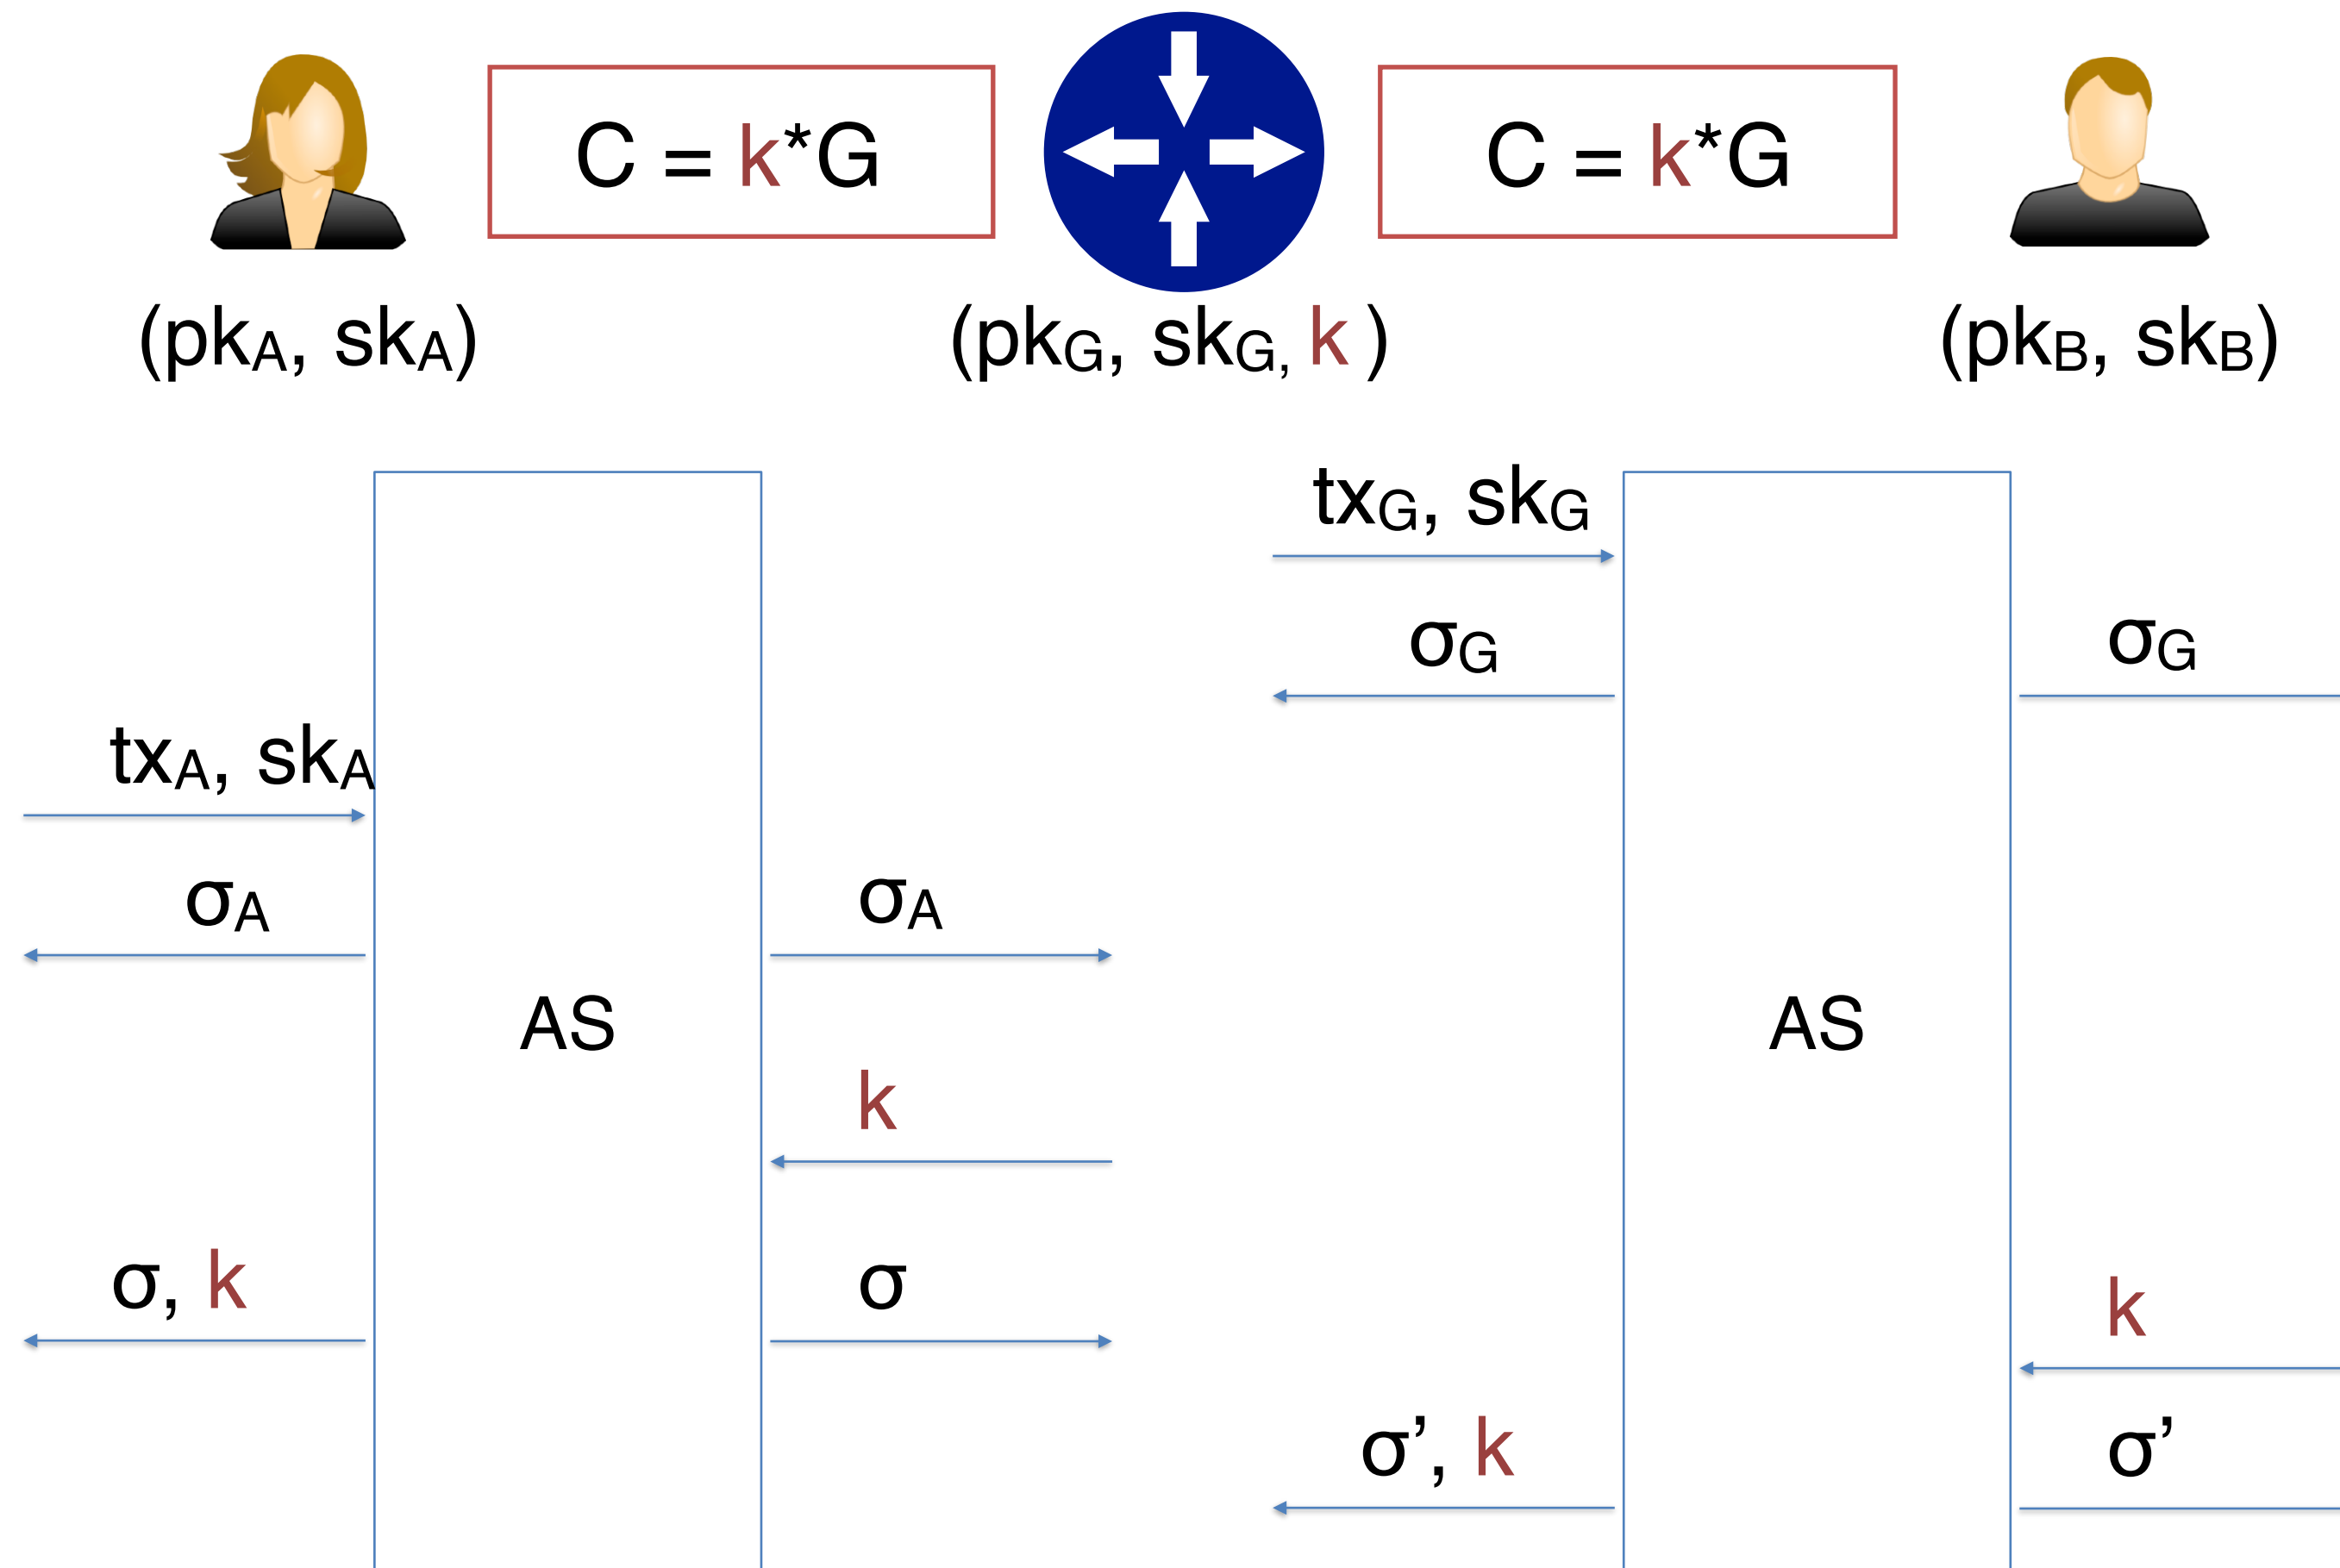 C = k*G
C = k*G
(pkA, skA)
(pkG, skG, k )
(pkB, skB)
txG, skG
σG
σG
txA, skA
σA
σA
AS
AS
k
σ, k
σ
k
σ’, k
σ’